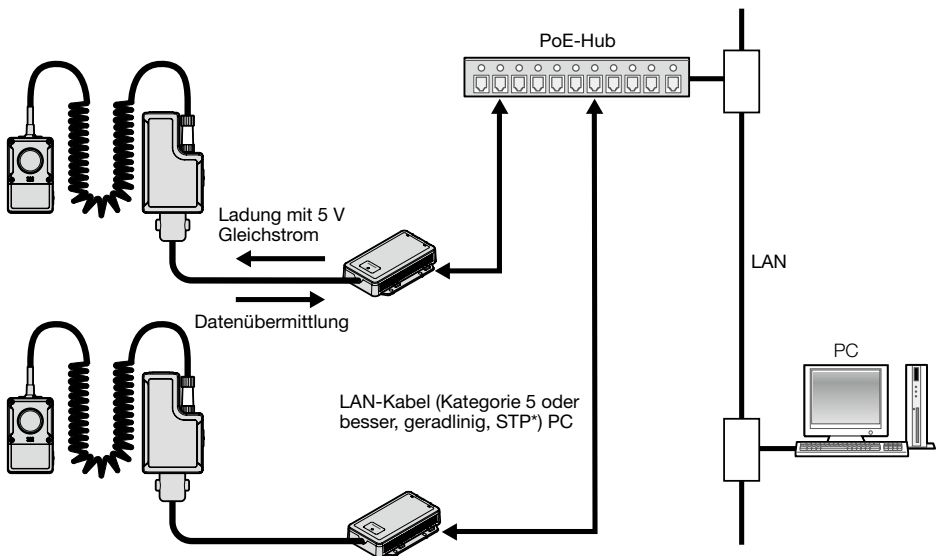 PoE-Hub
Ladung mit 5 V
Gleichstrom
LAN
Datenübermittlung
PC
LAN-Kabel (Kategorie 5 oder
besser, geradlinig, STP*) PC